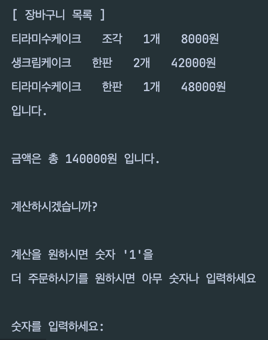 [ 장바구니 목록 ]
티라미수케이크 조각 1개 8000원
생크림케이크 한판 2개 42000원
티라미수케이크 한판 1개 48000원
입니다.
금액은 총 140000원 입니다.
계산하시겠습니까?
계산을 원하시면 숫자 '1'을
더 주문하시기를 원하시면 아무 숫자나 입력하세요
숫자를 입력하세요: